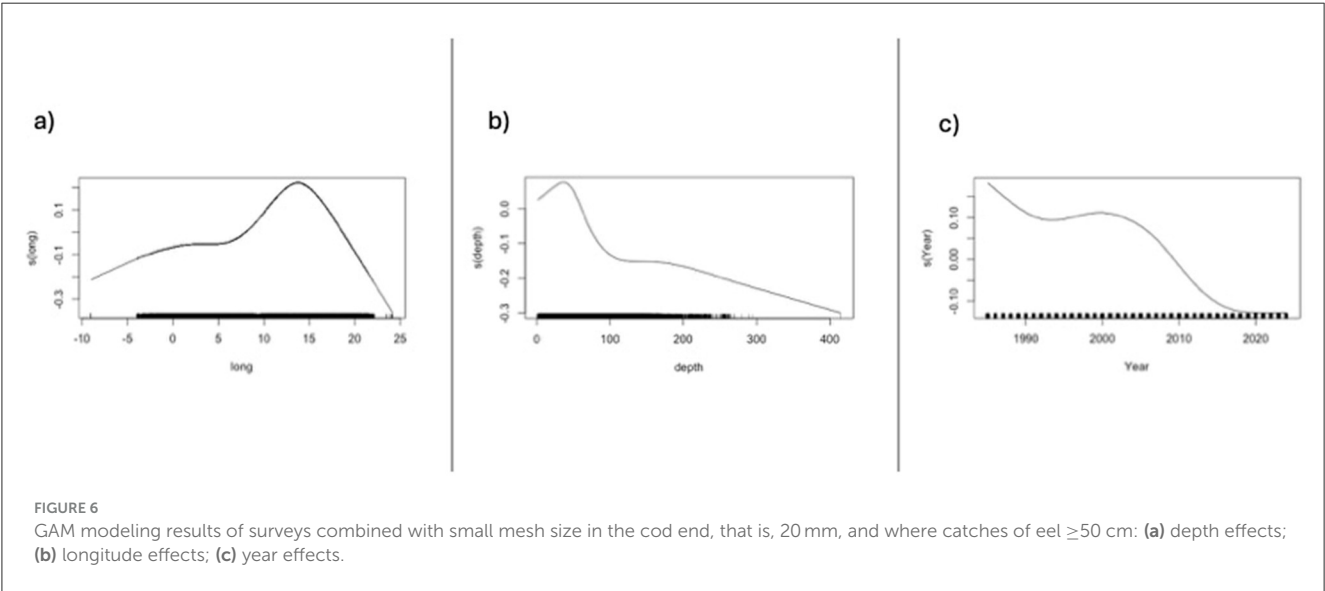 a)
b)
c)
s(long)
0.1
-0.1
-0.3
-10 -5 0 5 10 15 20 25
long
s(depth)
0.0
-0.1
-0.2
-0.3
0 100 200 300 400
depth
s(Year)
0.10
0.00
-0.10
1990 2000 2010 2020
Year
FIGURE 6
GAM modeling results of surveys combined with small mesh size in the cod end, that is, 20 mm, and where catches of eel ≥50 cm: (a) depth effects;
(b) longitude effects; (c) year effects.